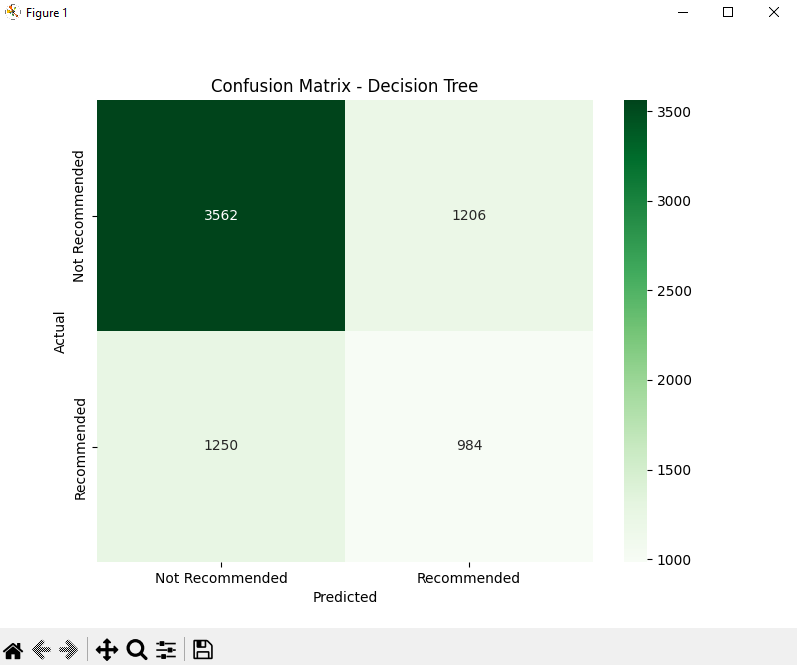 Figure 1
Confusion Matrix - Decision Tree
Actual
Not Recommended
Recommended
3562
1206
1250
984
Not Recommended
Recommended
Predicted
3500
3000
2500
2000
1500
1000